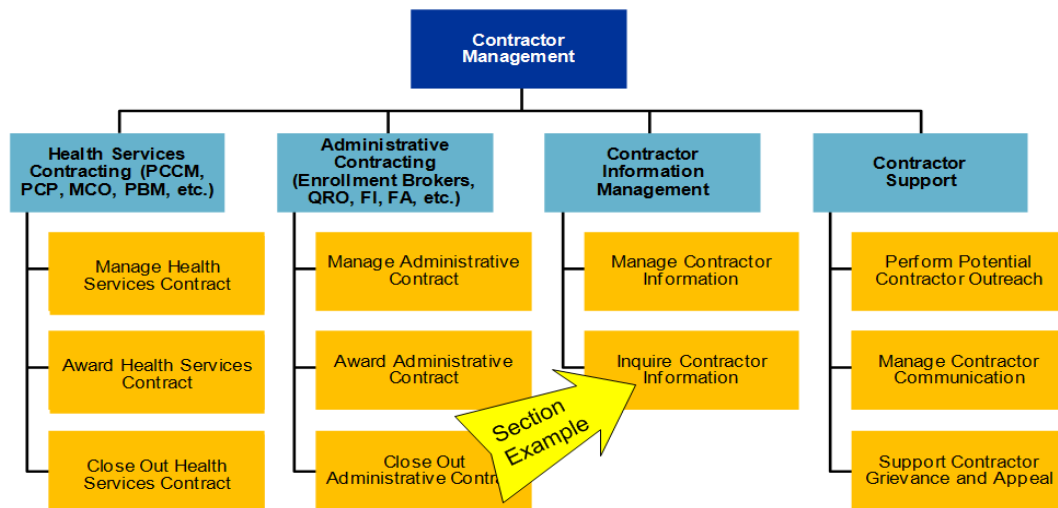 Contractor
Management
Health Services
Contracting (PCCM,
PCP, MCO, PBM, etc.)
Administrative
Contracting
(Enrollment Brokers,
QRO, FI, FA, etc.)
Contractor
Information
Management
Contractor
Support
Manage Health
Services Contract
Manage Administrative
Contract
Manage Contractor
Information
Perform Potential
Contractor Outreach
Award Health Services
Contract
Award Administrative
Contract
Inquire Contractor
Information
Manage Contractor
Communication
Section
Example
Close Out Health
Services Contract
Close Out
Administrative Contract
Support Contractor
Grievance and Appeal